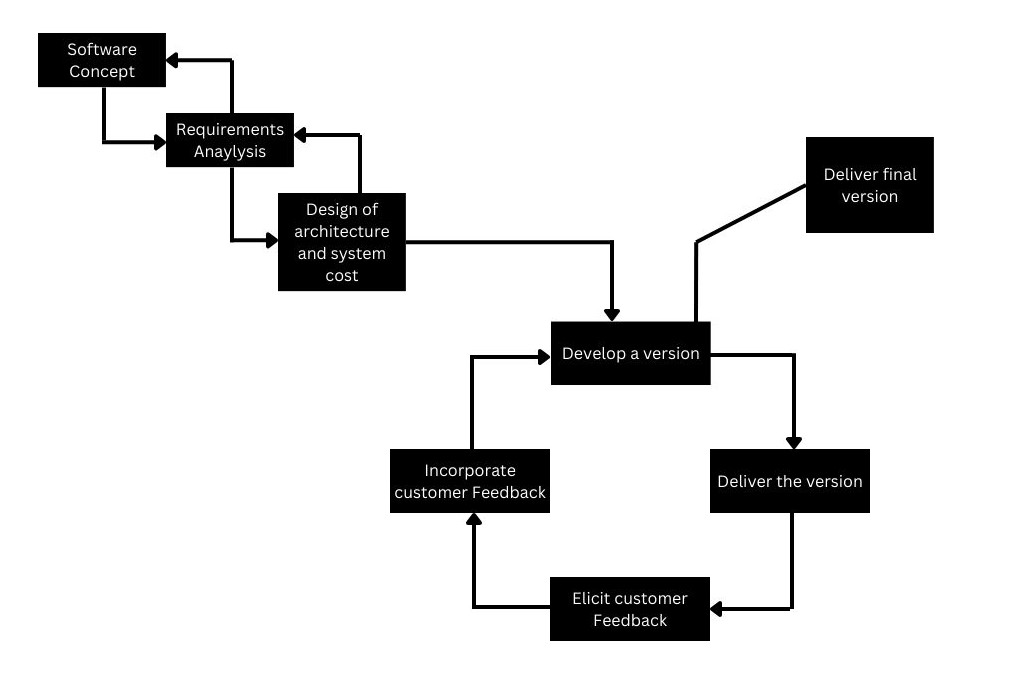 Software
Concept
Requirements
Anaylysis
Design of
architecture
and system
cost
Deliver final
version
Develop a version
Incorporate
customer Feedback
Deliver the version
Elicit customer
Feedback